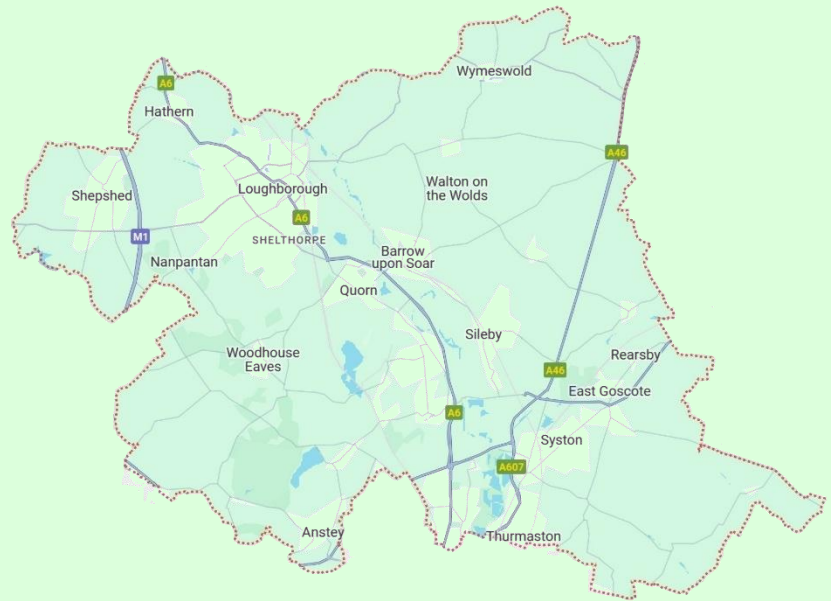 Wymeswold
A6
Hathern
A46
Loughborough
Walton on
the Wolds
Shepshed
A6
M1
SHELTHORPE
Barrow
upon Soar
Nanpantan
Quorn
Sileby
Woodhouse
Eaves
Rearsby
A46
East Goscote
A6
Syston
A607
Anstey
Thurmaston